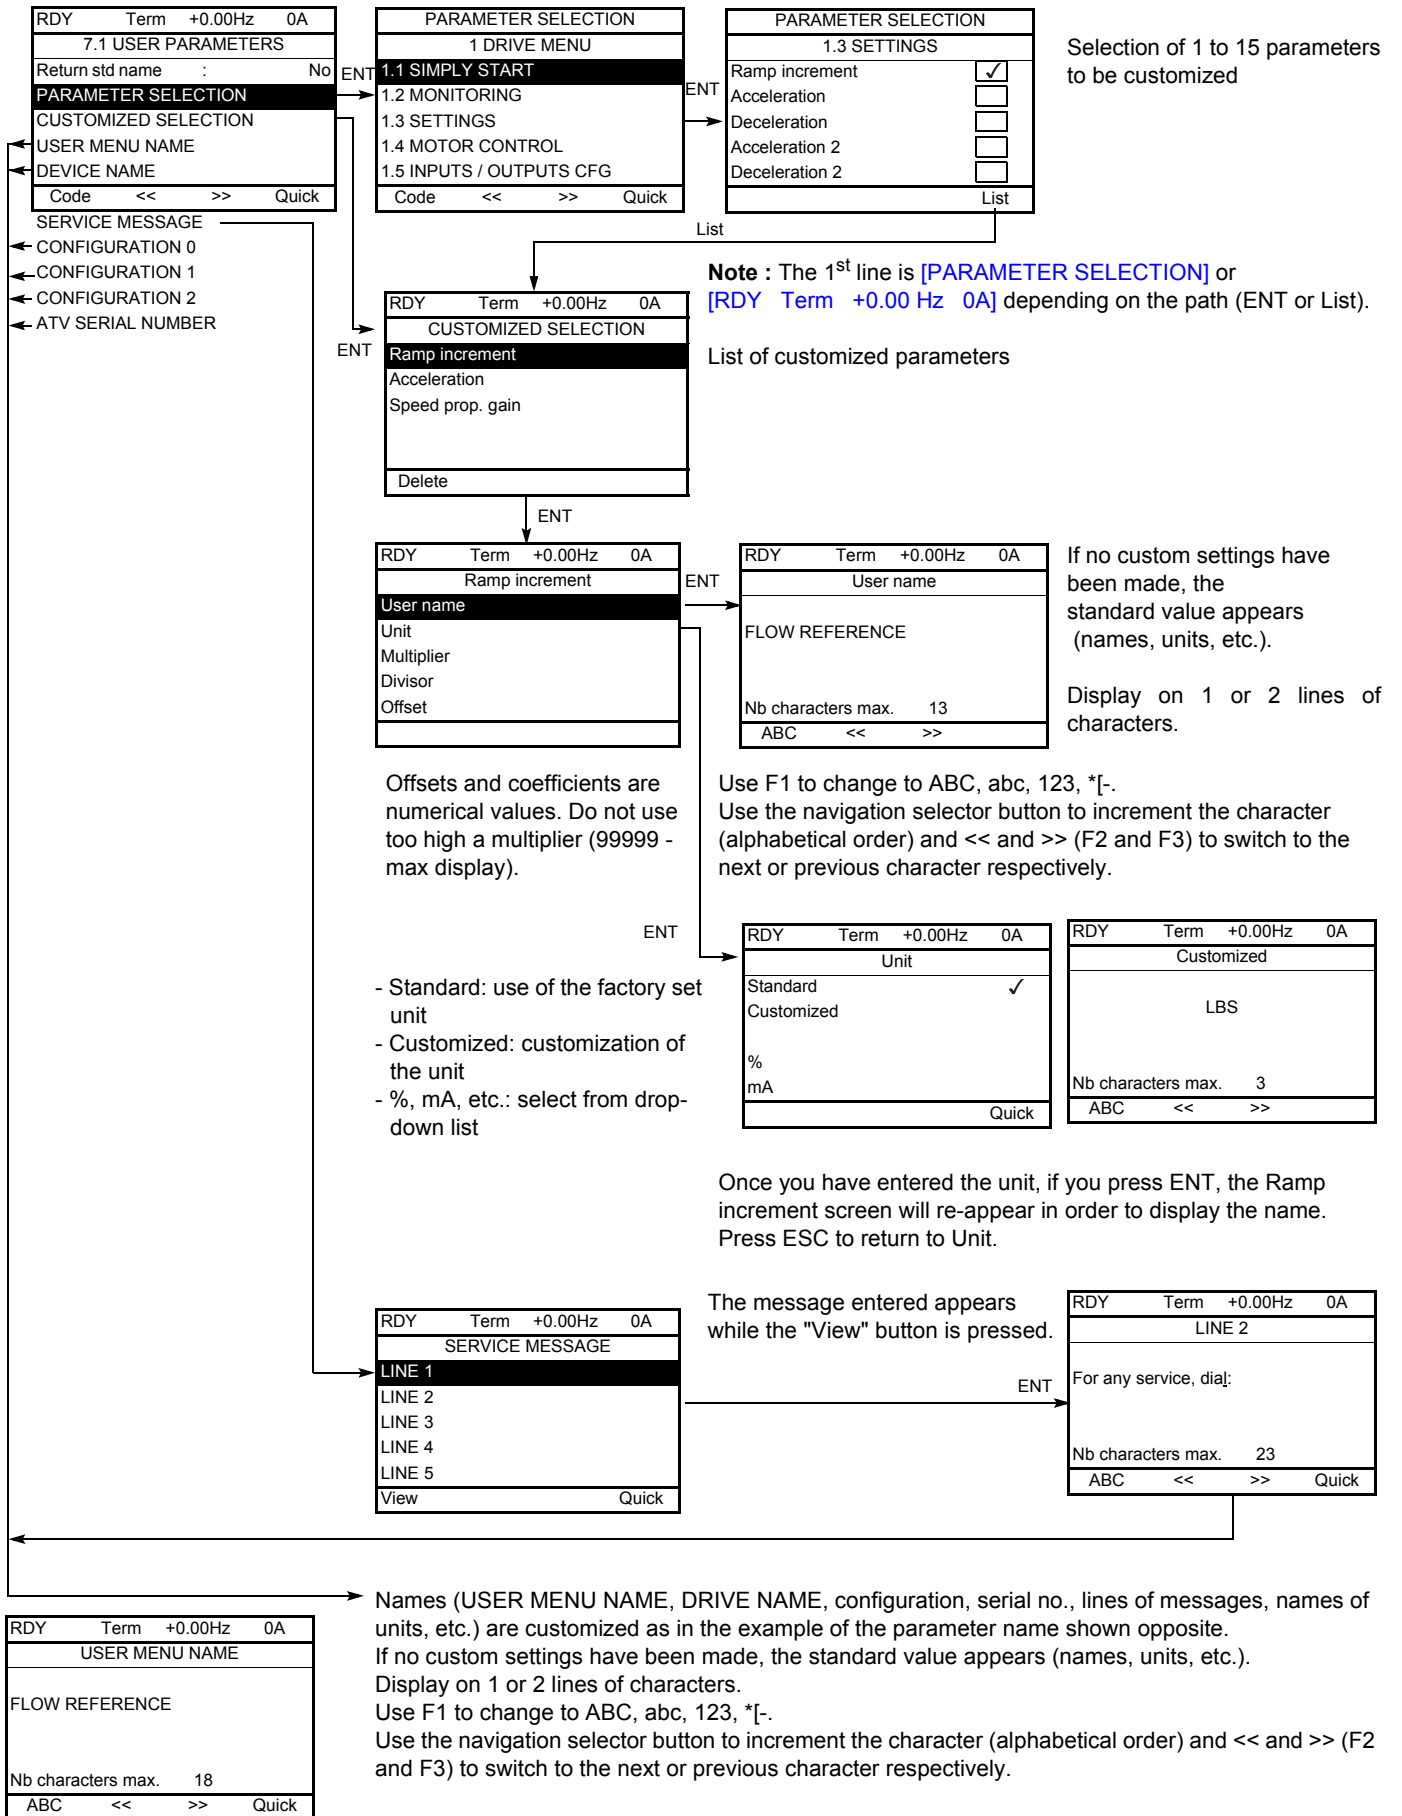 RDY Term +0.00Hz 0A
7.1 USER PARAMETERS
Return std name : No
PARAMETER SELECTION
CUSTOMIZED SELECTION
USER MENU NAME
DEVICE NAME
Code << >> Quick
SERVICE MESSAGE
CONFIGURATION 0
CONFIGURATION 1
CONFIGURATION 2
ATV SERIAL NUMBER
ENT
PARAMETER SELECTION
1 DRIVE MENU
1.1 SIMPLY START
1.2 MONITORING
1.3 SETTINGS
1.4 MOTOR CONTROL
1.5 INPUTS / OUTPUTS CFG
Code << >> Quick
ENT
PARAMETER SELECTION
1.3 SETTINGS
Ramp increment ✓
Acceleration
Deceleration
Acceleration 2
Deceleration 2
List
Selection of 1 to 15 parameters
to be customized
List
Note : The 1st line is [PARAMETER SELECTION] or
[RDY Term +0.00 Hz 0A] depending on the path (ENT or List).
ENT
RDY Term +0.00Hz 0A
CUSTOMIZED SELECTION
Ramp increment
Acceleration
Speed prop. gain
Delete
List of customized parameters
ENT
RDY Term +0.00Hz 0A
Ramp increment
User name
Unit
Multiplier
Divisor
Offset
ENT
RDY Term +0.00Hz 0A
User name
FLOW REFERENCE
Nb characters max. 13
ABC << >>
If no custom settings have
been made, the
standard value appears
(names, units, etc.).
Display on 1 or 2 lines of
characters.
Offsets and coefficients are
numerical values. Do not use
too high a multiplier (99999 -
max display).
Use F1 to change to ABC, abc, 123, *[-.
Use the navigation selector button to increment the character
(alphabetical order) and << and >> (F2 and F3) to switch to the
next or previous character respectively.
ENT
- Standard: use of the factory set
unit
- Customized: customization of
the unit
- %, mA, etc.: select from drop-
down list
RDY Term +0.00Hz 0A
Unit
Standard ✓
Customized
%
mA
Quick
RDY Term +0.00Hz 0A
Customized
LBS
Nb characters max. 3
ABC << >>
Once you have entered the unit, if you press ENT, the Ramp
increment screen will re-appear in order to display the name.
Press ESC to return to Unit.
RDY Term +0.00Hz 0A
SERVICE MESSAGE
LINE 1
LINE 2
LINE 3
LINE 4
LINE 5
View Quick
The message entered appears
while the "View" button is pressed.
ENT
RDY Term +0.00Hz 0A
LINE 2
For any service, dial:
Nb characters max. 23
ABC << >> Quick
RDY Term +0.00Hz 0A
USER MENU NAME
FLOW REFERENCE
Nb characters max. 18
ABC << >> Quick
Names (USER MENU NAME, DRIVE NAME, configuration, serial no., lines of messages, names of
units, etc.) are customized as in the example of the parameter name shown opposite.
If no custom settings have been made, the standard value appears (names, units, etc.).
Display on 1 or 2 lines of characters.
Use F1 to change to ABC, abc, 123, *[-.
Use the navigation selector button to increment the character (alphabetical order) and << and >> (F2
and F3) to switch to the next or previous character respectively.